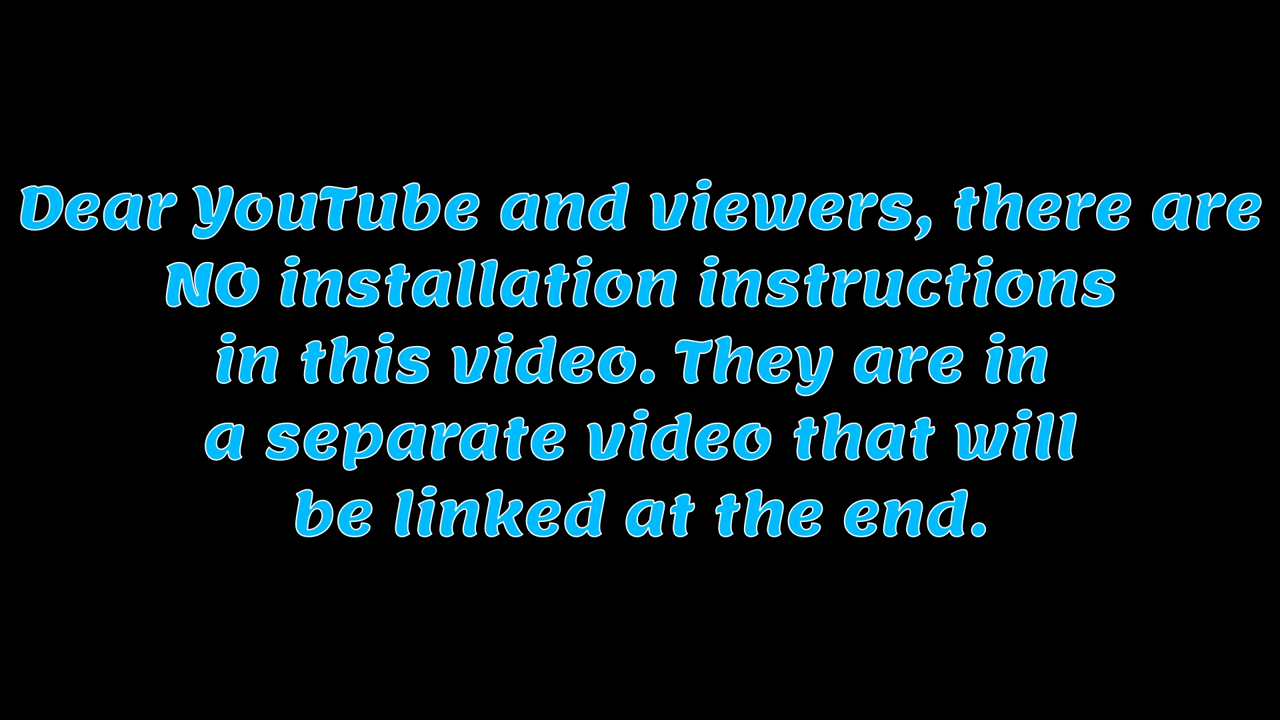 Dear YouTube and viewers, there are
NO installation instructions
in this video. They are in
a separate video that will
be linked at the end.